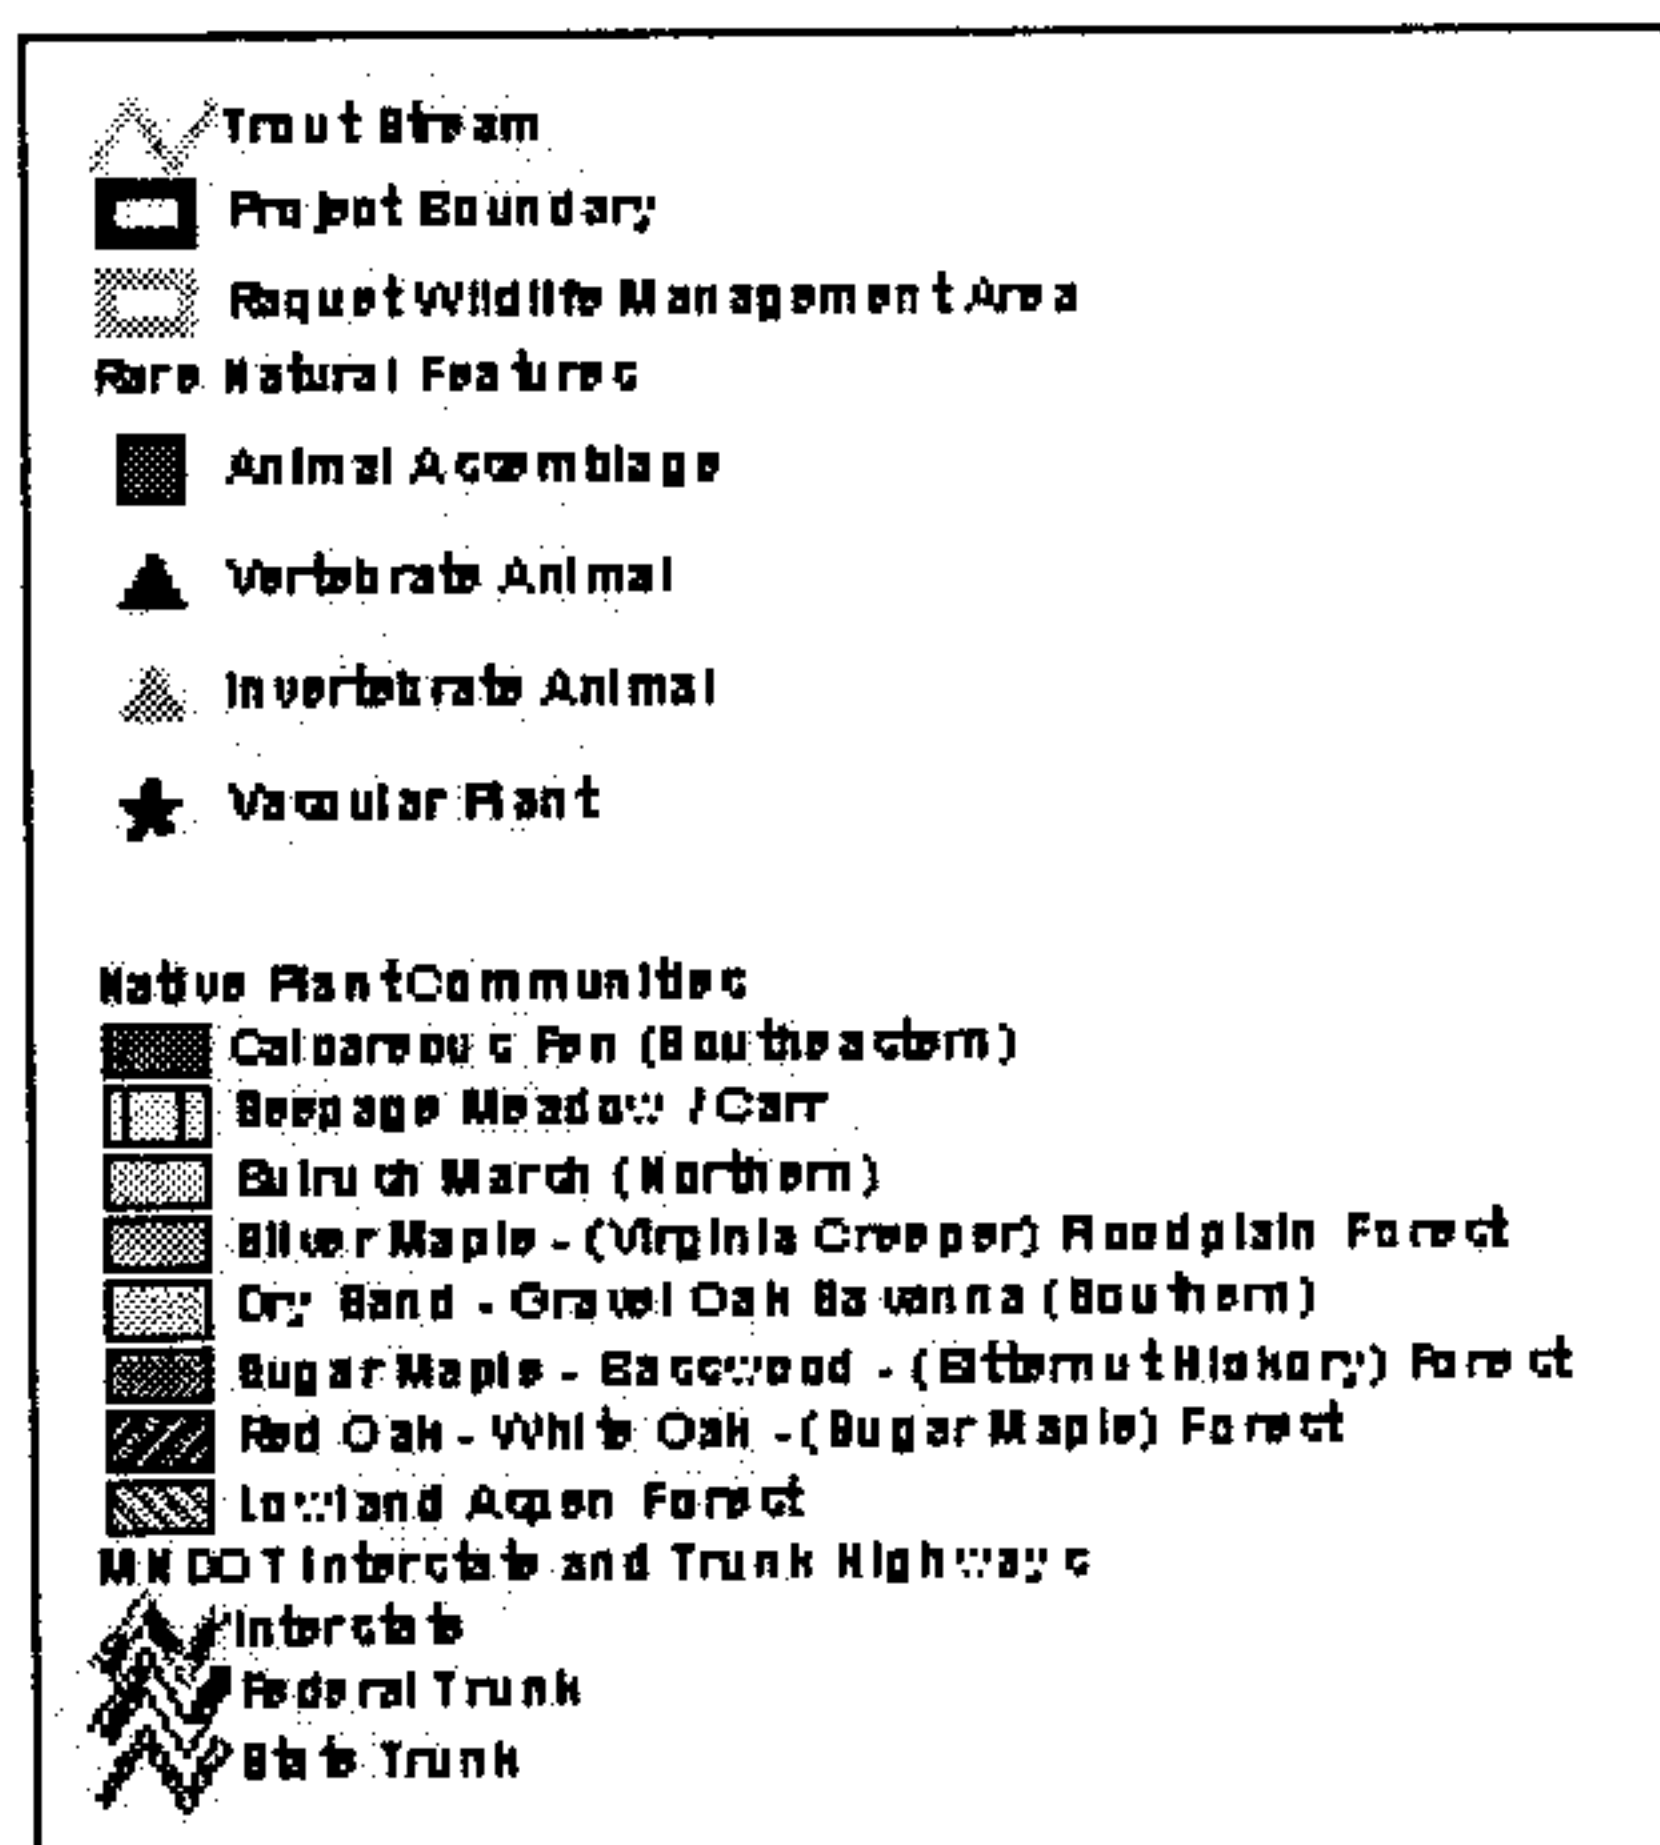 Trout Stream
Project Boundary
Raquet Wildlife Management Area
Rare Natural Features
Animal Assemblage
Vertebrate Animal
Invertebrate Animal
Vascular Plant
Native Plant Communities
Calcareous Fen (Southeastern)
Seepage Meadow / Carr
Bulrush Marsh (Northern)
Silver Maple - (Virginia Creeper) Floodplain Forest
Dry Sand - Gravel Oak Savanna (Southern)
Sugar Maple - Basswood - (Bitternut Hickory) Forest
Red Oak - White Oak - (Sugar Maple) Forest
Lowland Aspen Forest
MN DOT Interstate and Trunk Highways
Interstate
Federal Trunk
State Trunk